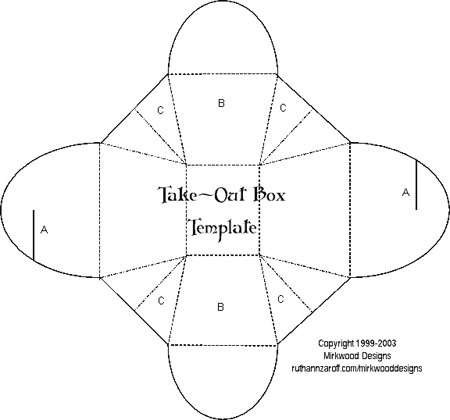 B
C
C
Take~Out Box
A
A
Template
C
C
B
Copyright 1999-2003
Mirkwood Designs
ruthannzaroff.com/mirkwooddesigns